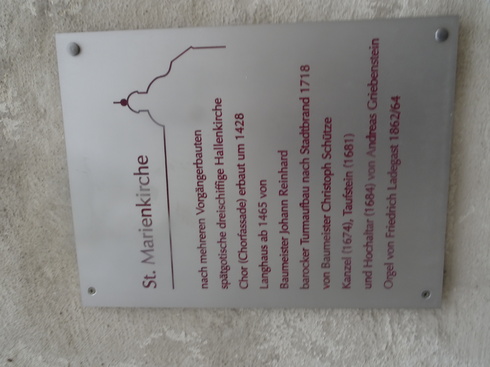 St. Marienkirche
nach mehreren Vorgängerbauten
spätgotische dreischiffige Hallenkirche
Chor (Chorfassade) erbaut um 1428
Langhaus ab 1465 von
Baumeister Johann Reinhard
barocker Turmaufbau nach Stadtbrand 1718
von Baumeister Christoph Schütze
Kanzel (1674), Taufstein (1681)
und Hochaltar (1684) von Andreas Griebenstein
Orgel von Friedrich Ladegast 1862/64